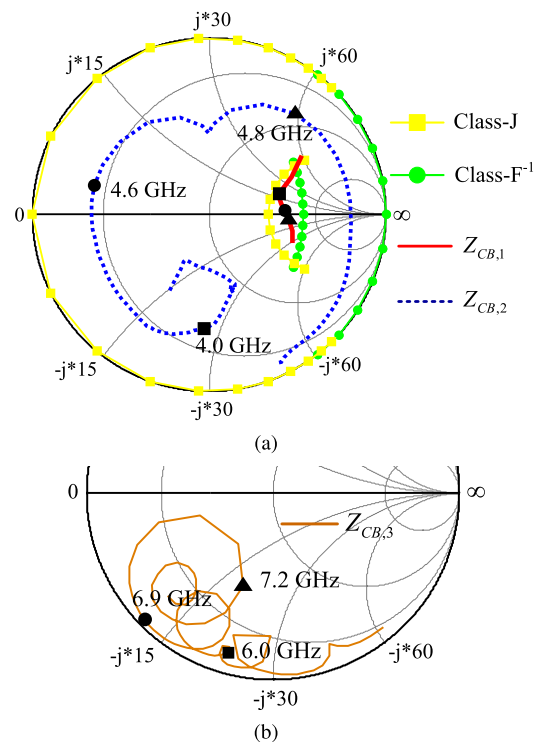 j*30
j*15
j*60
4.8 GHz
Class-J
Class-F⁻¹
4.6 GHz
0
∞
Z_CB,1
Z_CB,2
4.0 GHz
-j*15
-j*60
-j*30
(a)
0
∞
Z_CB,3
7.2 GHz
6.9 GHz
6.0 GHz
-j*15
-j*60
-j*30
(b)